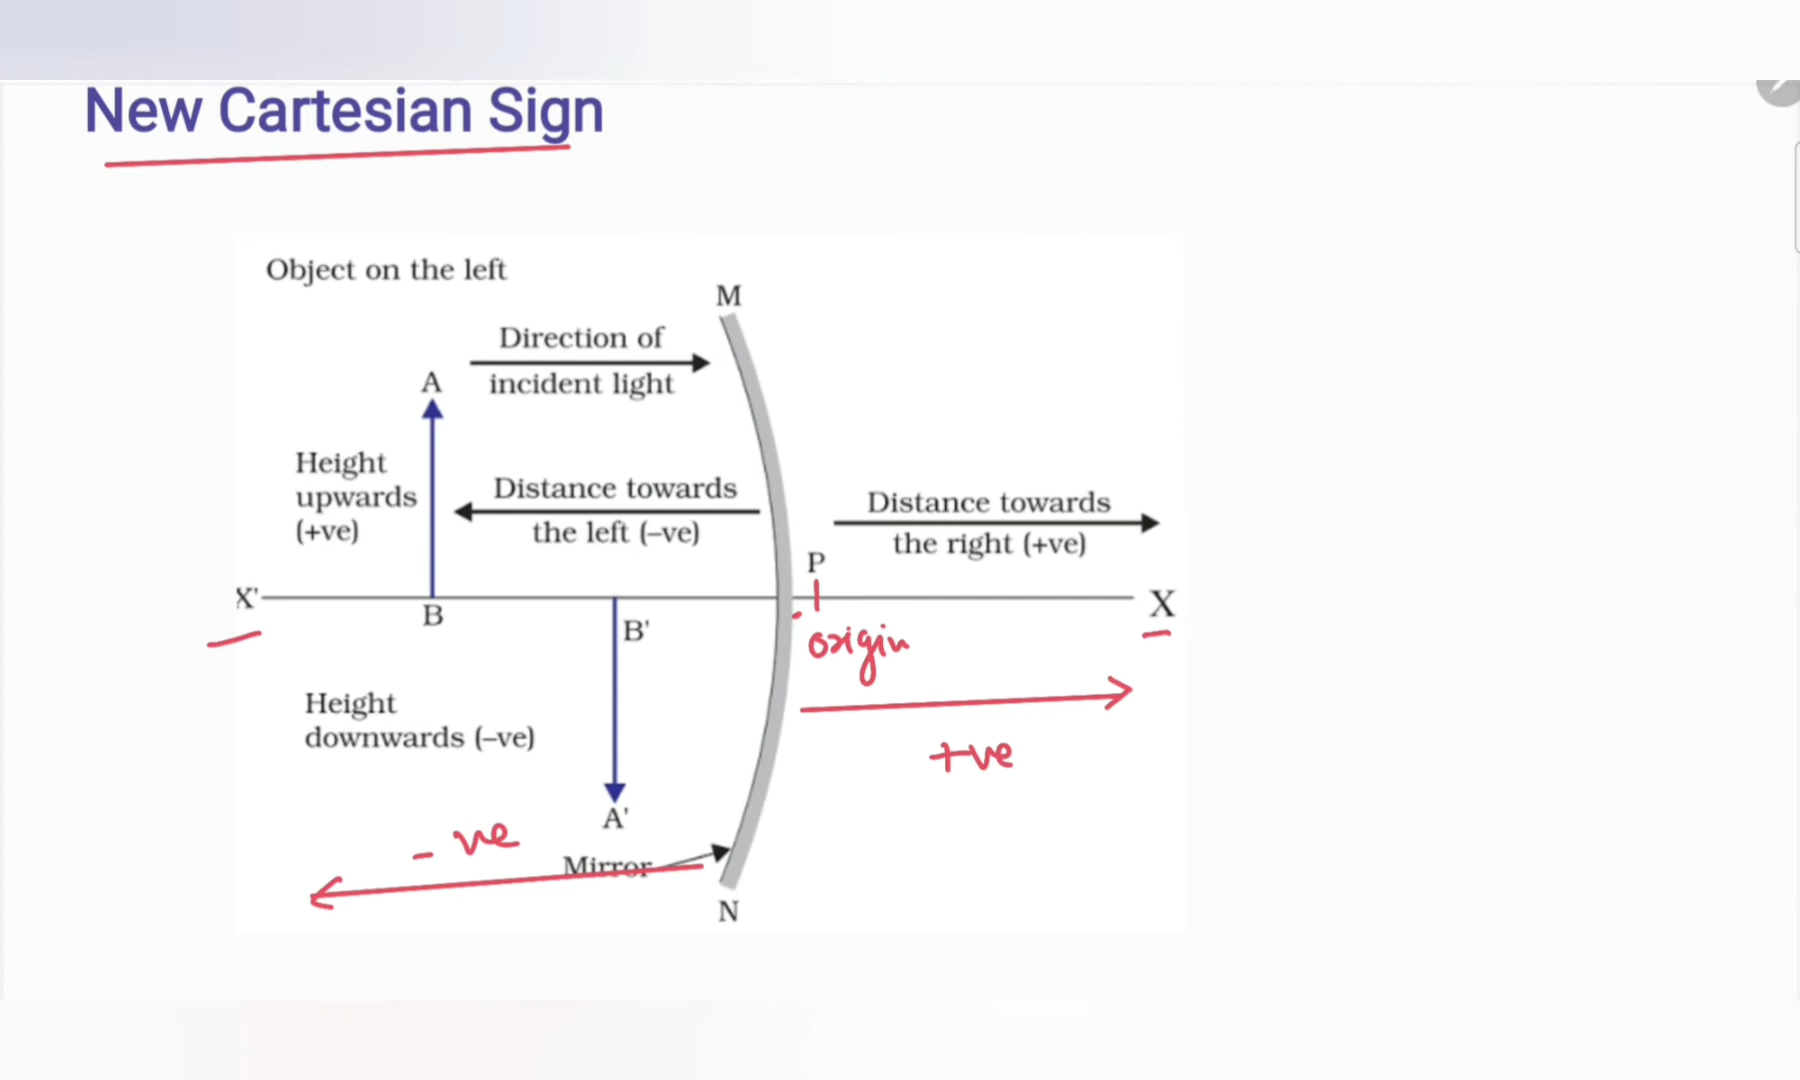 New Cartesian Sign
Object on the left
M
Direction of
incident light
A
Height
upwards
(+ve)
Distance towards
the left (–ve)
Distance towards
the right (+ve)
P
X'
B
B'
X
origin
Height
downwards (–ve)
+ve
A'
- ve
Mirror
N